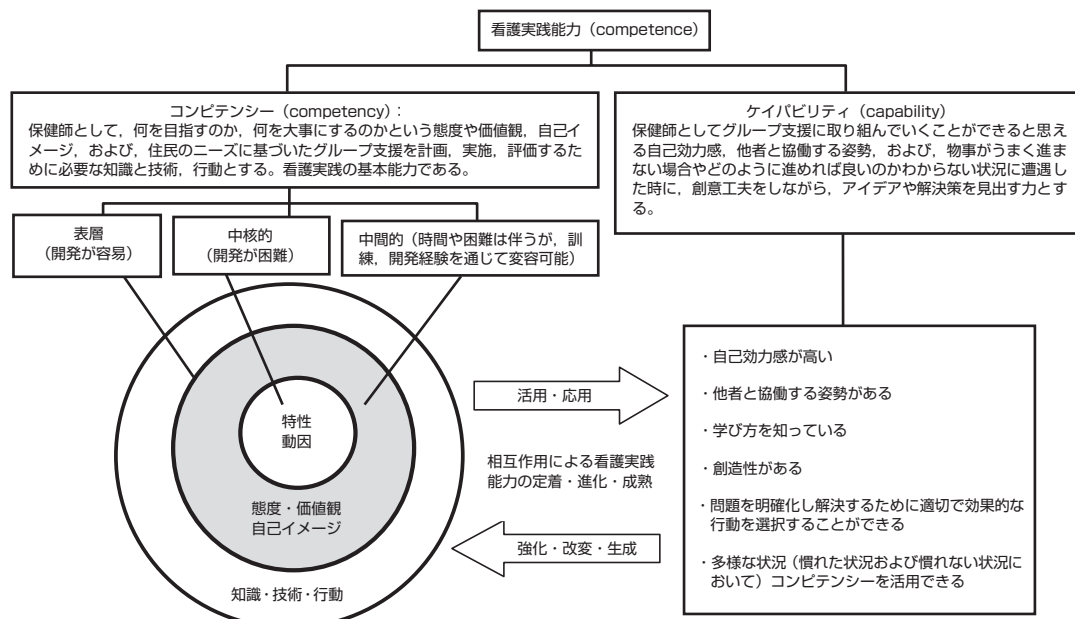 看護実践能力（competence）
コンピテンシー（competency）：
保健師として，何を目指すのか，何を大事にするのかという態度や価値観，自己イ
メージ，および，住民のニーズに基づいたグループ支援を計画，実施，評価するた
めに必要な知識と技術，行動とする。看護実践の基本能力である。
ケイパビリティ（capability）
保健師としてグループ支援に取り組んでいくことができると思え
る自己効力感，他者と協働する姿勢，および，物事がうまく進ま
ない場合やどのように進めれば良いのかわからない状況に遭遇
した時に，創意工夫をしながら，アイデアや解決策を見出す力とす
る。
表層
（開発が容易）
中核的
（開発が困難）
中間的（時間や困難は伴うが，訓
練，開発経験を通じて変容可能）
特性
動因
態度・価値観
自己イメージ
知識・技術・行動
活用・応用
相互作用による看護実践
能力の定着・進化・成熟
強化・改変・生成
・自己効力感が高い
・他者と協働する姿勢がある
・学び方を知っている
・創造性がある
・問題を明確化し解決するために適切で効果的な
行動を選択することができる
・多様な状況（慣れた状況および慣れない状況に
おいて）コンピテンシーを活用できる